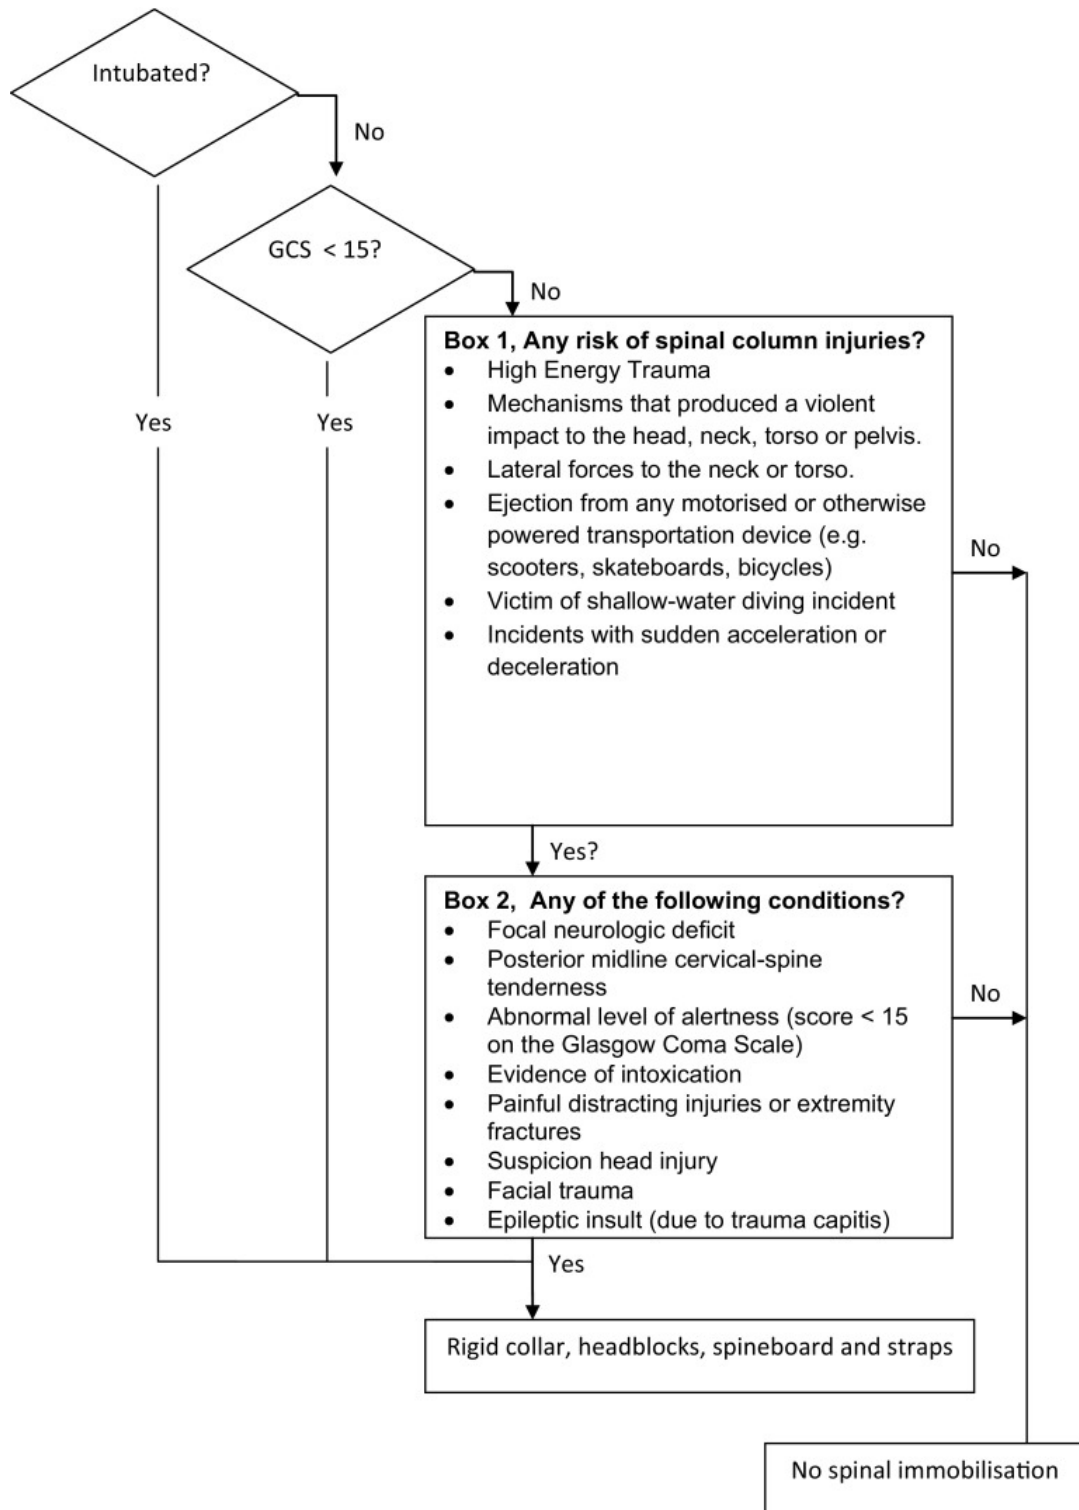 Intubated?
No
GCS < 15?
No
Box 1, Any risk of spinal column injuries?
• High Energy Trauma
• Mechanisms that produced a violent
impact to the head, neck, torso or pelvis.
• Lateral forces to the neck or torso.
• Ejection from any motorised or otherwise
powered transportation device (e.g.
scooters, skateboards, bicycles)
• Victim of shallow-water diving incident
• Incidents with sudden acceleration or
deceleration
Yes
Yes
No
Yes?
Box 2, Any of the following conditions?
• Focal neurologic deficit
• Posterior midline cervical-spine
tenderness
• Abnormal level of alertness (score < 15
on the Glasgow Coma Scale)
• Evidence of intoxication
• Painful distracting injuries or extremity
fractures
• Suspicion head injury
• Facial trauma
• Epileptic insult (due to trauma capitis)
No
Yes
Rigid collar, headblocks, spineboard and straps
No spinal immobilisation